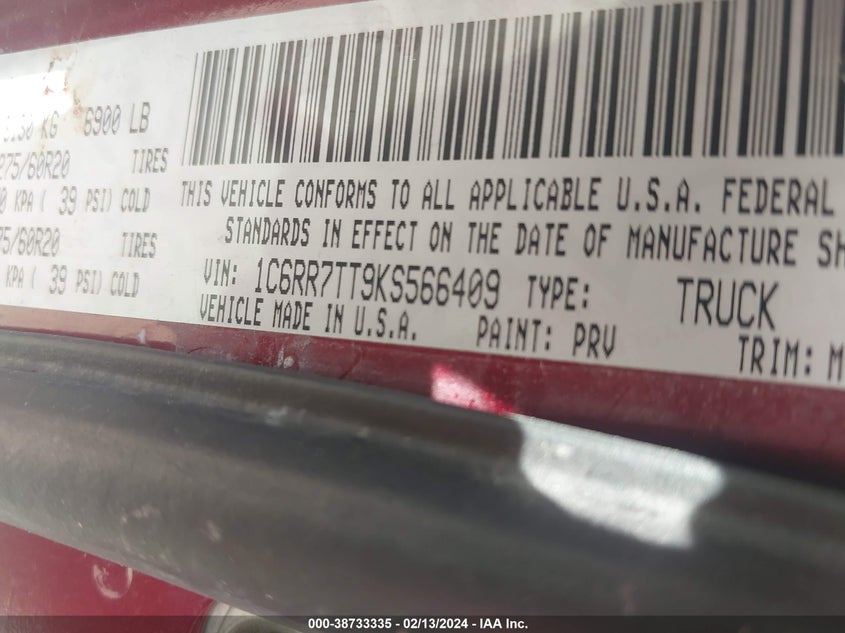 6900 LB
275/60R20 TIRES
KPA ( 39 PSI) COLD
60R20 TIRES
KPA ( 39 PSI) COLD
THIS VEHICLE CONFORMS TO ALL APPLICABLE U.S.A. FEDERAL
STANDARDS IN EFFECT ON THE DATE OF MANUFACTURE SH
VIN: 1C6RR7TT9KS566409 TYPE: TRUCK
VEHICLE MADE IN U.S.A. PAINT: PRV TRIM: M
000-38733335 - 02/13/2024 - IAA Inc.